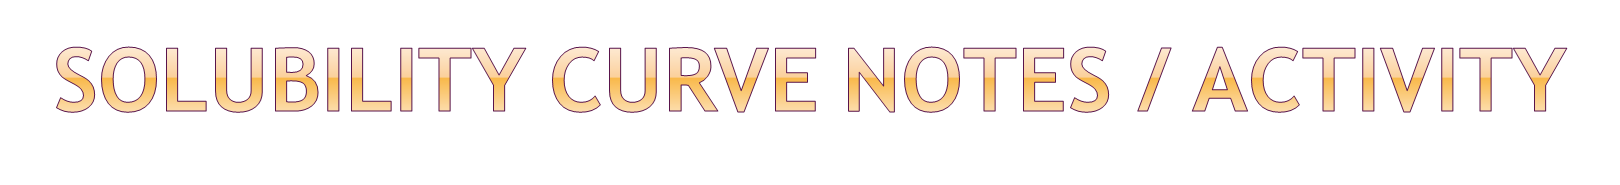 SOLUBILITY CURVE NOTES / ACTIVITY